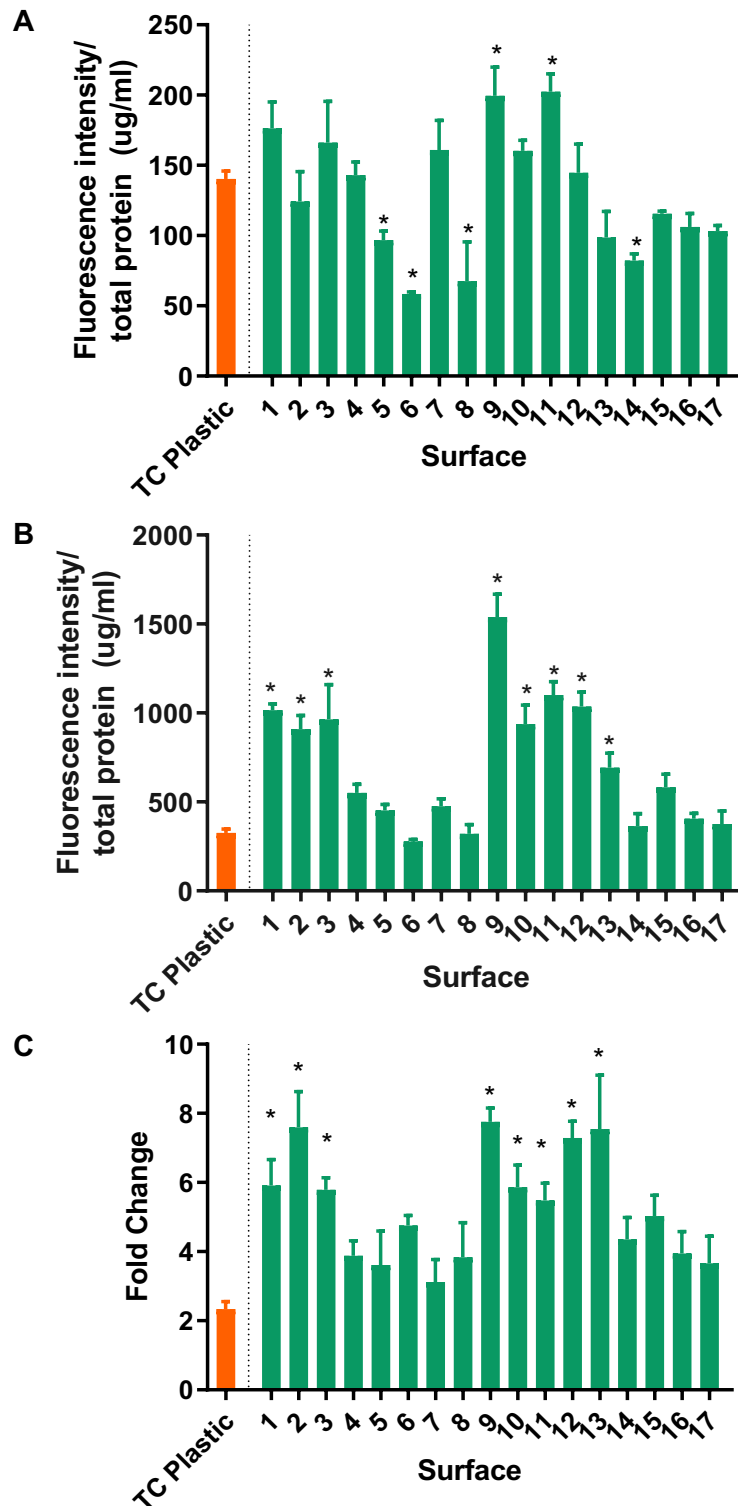 A
Fluorescence intensity/
total protein (ug/ml)
250
200
150
100
50
0
* * * * * *
TC Plastic 1 2 3 4 5 6 7 8 9 10 11 12 13 14 15 16 17
Surface
B
Fluorescence intensity/
total protein (ug/ml)
2000
1500
1000
500
0
* * * * * * * *
TC Plastic 1 2 3 4 5 6 7 8 9 10 11 12 13 14 15 16 17
Surface
C
Fold Change
10
8
6
4
2
0
* * * * * * * *
TC Plastic 1 2 3 4 5 6 7 8 9 10 11 12 13 14 15 16 17
Surface